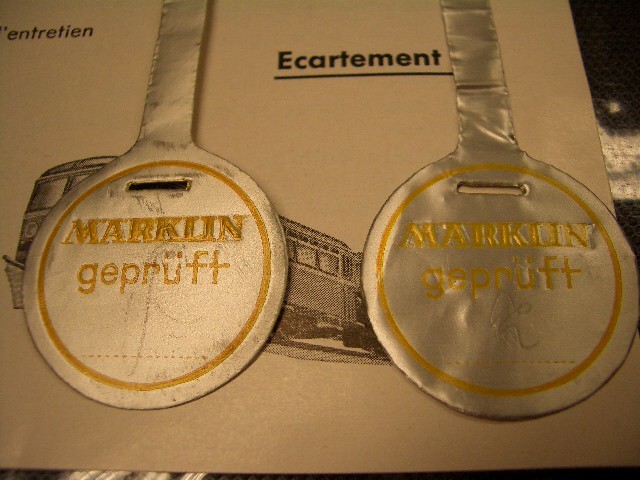 l'entretien
Ecartement
MÄRKLIN
geprüft
MÄRKLIN
geprüft